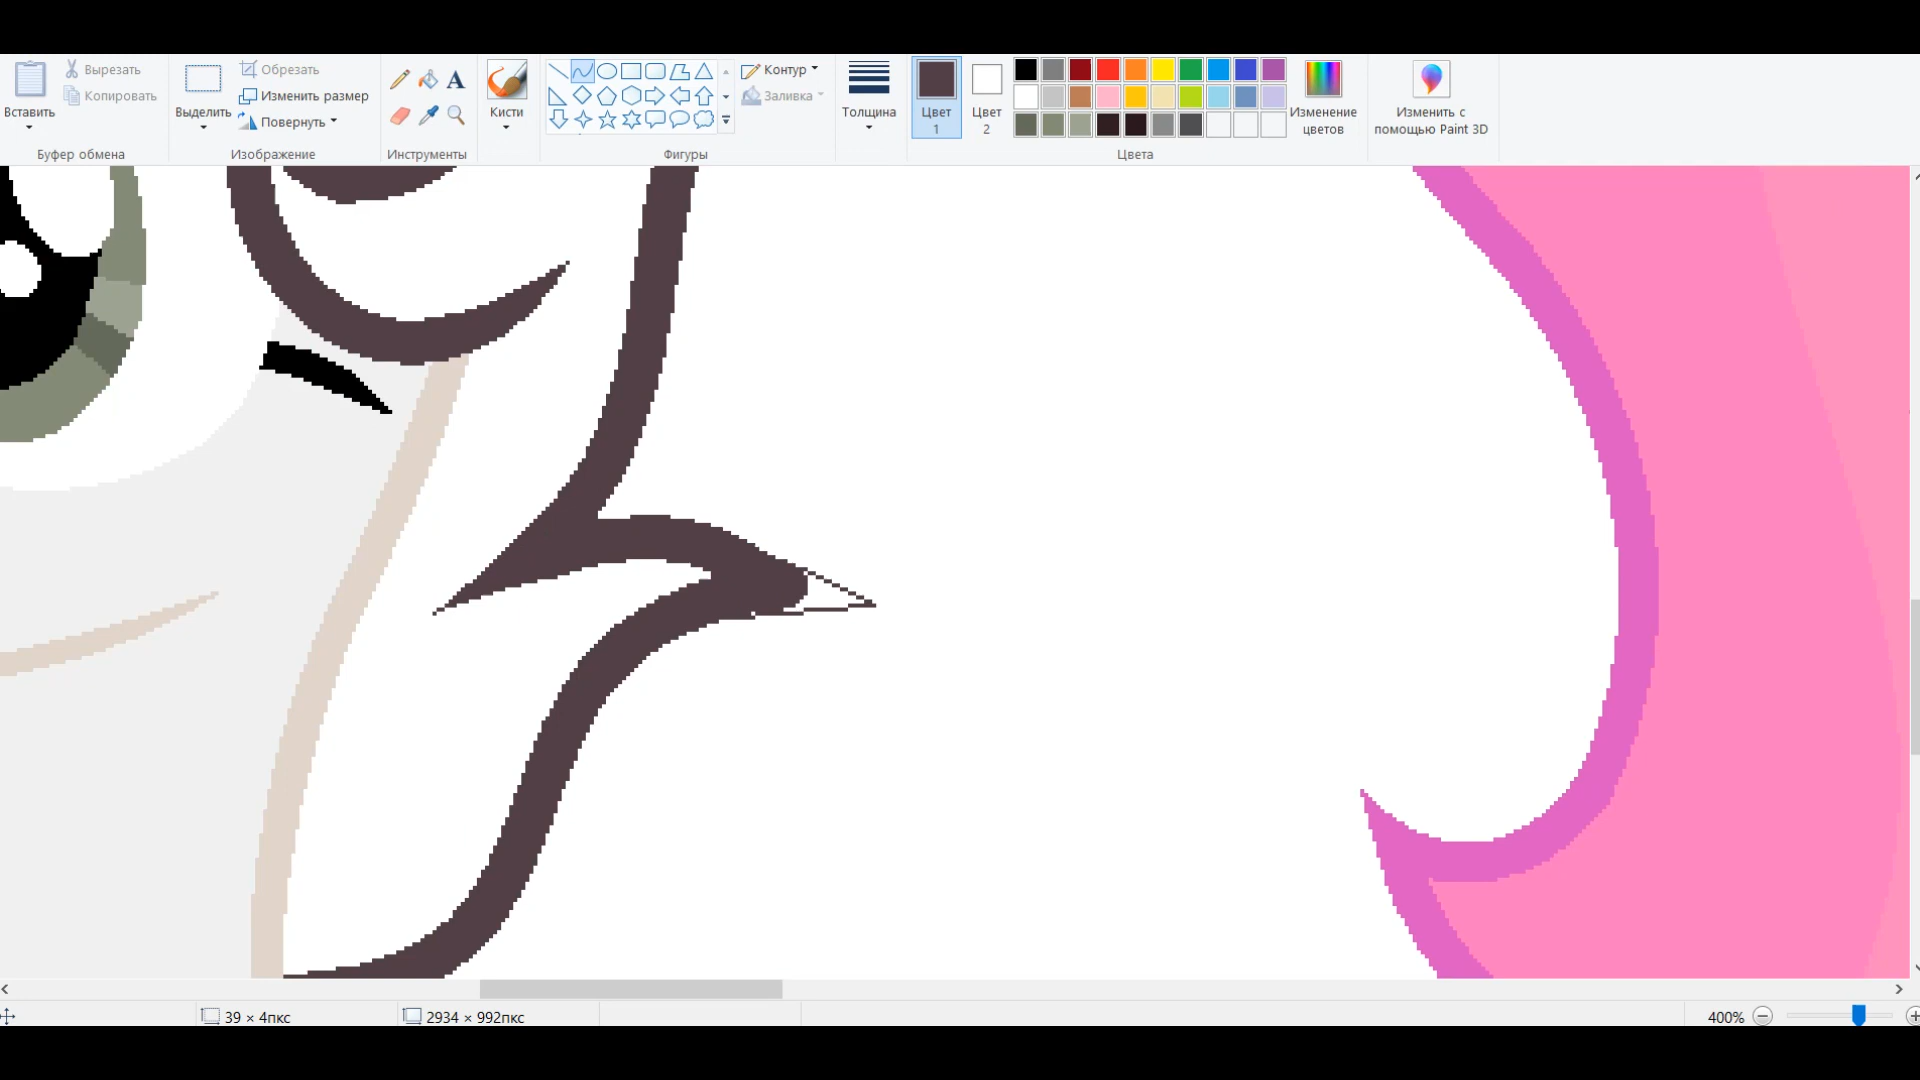 Вставить
Вырезать
Копировать
Буфер обмена
Выделить
Обрезать
Изменить размер
Повернуть
Изображение
A
Инструменты
Кисти
Контур
Заливка
Фигуры
Толщина
Цвет
1
Цвет
2
Изменение
цветов
Цвета
Изменить с
помощью Paint 3D
39 × 4пкс
2934 × 992пкс
400%